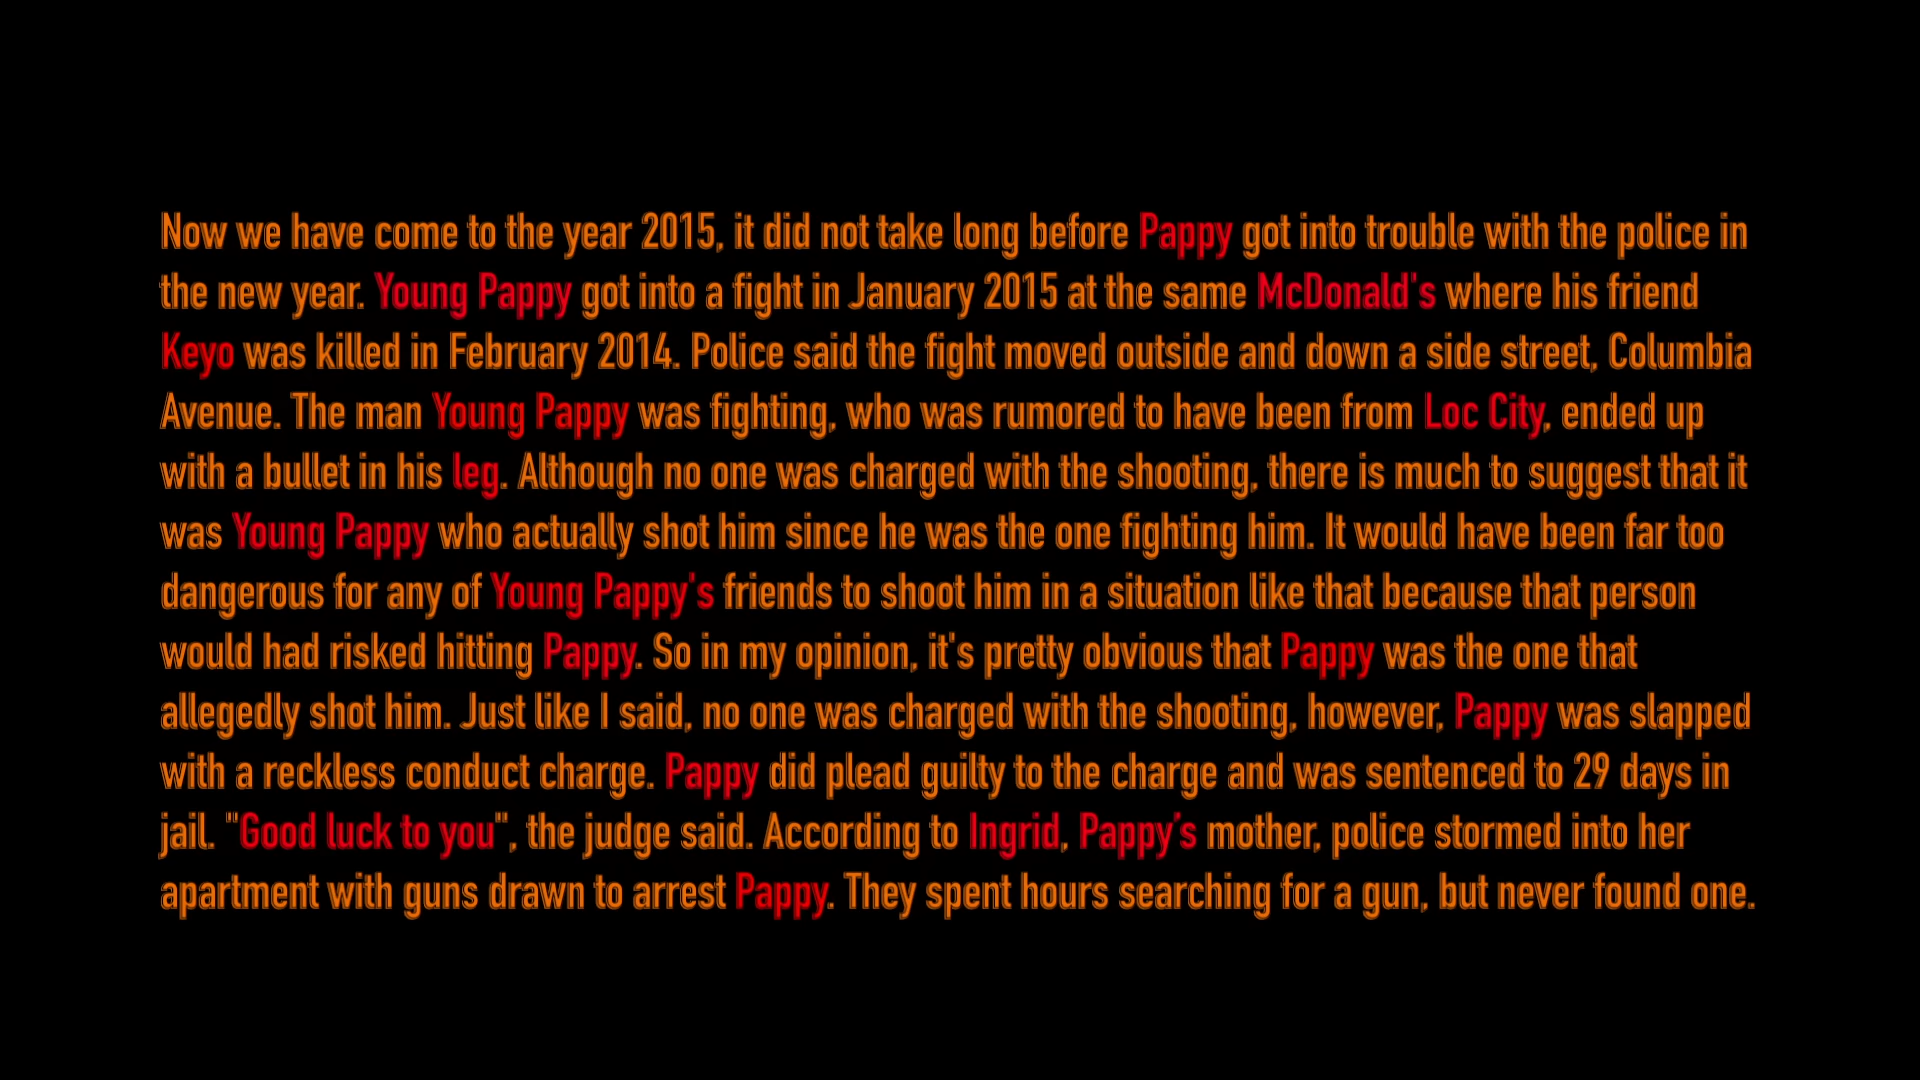 Now we have come to the year 2015, it did not take long before Pappy got into trouble with the police in
the new year. Young Pappy got into a fight in January 2015 at the same McDonald's where his friend
Keyo was killed in February 2014. Police said the fight moved outside and down a side street, Columbia
Avenue. The man Young Pappy was fighting, who was rumored to have been from Loc City, ended up
with a bullet in his leg. Although no one was charged with the shooting, there is much to suggest that it
was Young Pappy who actually shot him since he was the one fighting him. It would have been far too
dangerous for any of Young Pappy's friends to shoot him in a situation like that because that person
would had risked hitting Pappy. So in my opinion, it's pretty obvious that Pappy was the one that
allegedly shot him. Just like I said, no one was charged with the shooting, however, Pappy was slapped
with a reckless conduct charge. Pappy did plead guilty to the charge and was sentenced to 29 days in
jail. "Good luck to you", the judge said. According to Ingrid, Pappy's mother, police stormed into her
apartment with guns drawn to arrest Pappy. They spent hours searching for a gun, but never found one.